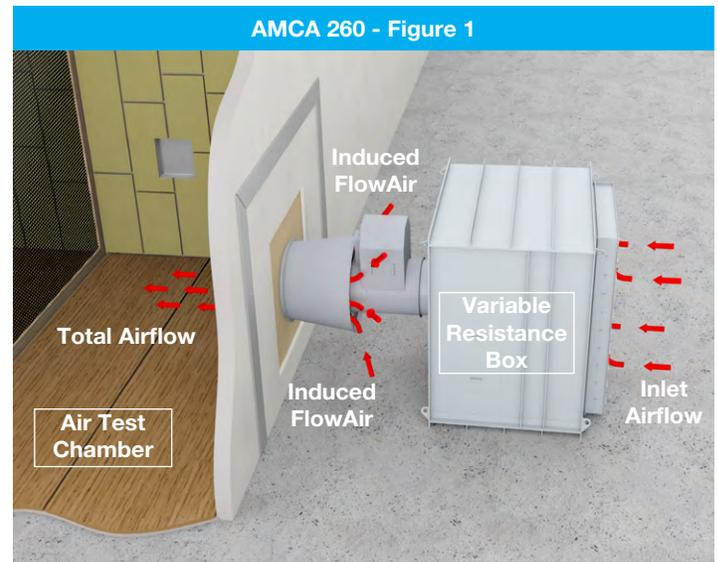 AMCA 260 - Figure 1
Induced
FlowAir
Total Airflow
Variable
Resistance
Box
Induced
FlowAir
Inlet
Airflow
Air Test
Chamber